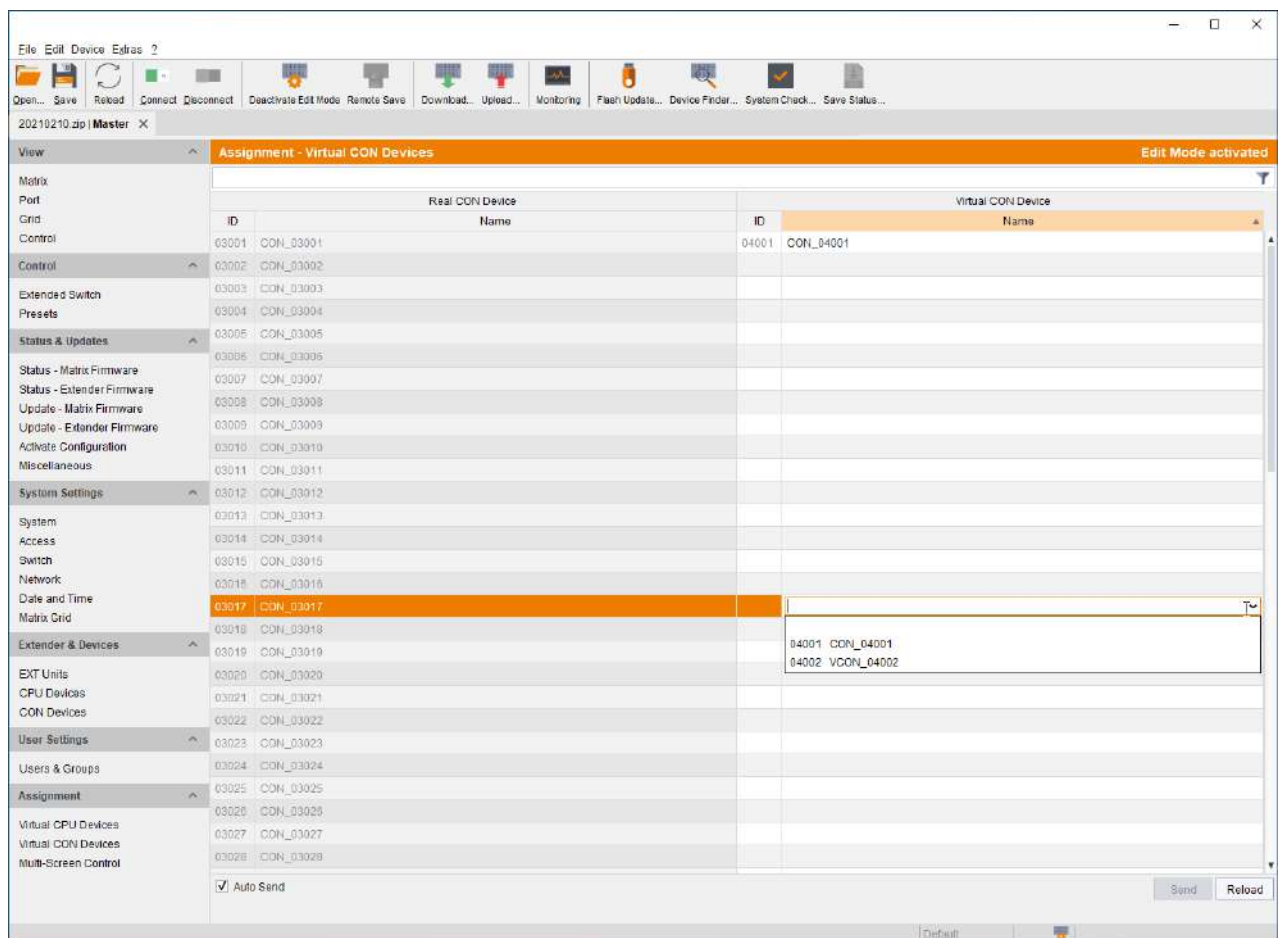 File Edit Device Extras ?
Open... Save Reload Connect Disconnect Deactivate Edit Mode Remote Save Download... Upload... Monitoring Flash Update... Device Finder... System Check... Save Status...
20210210.zip | Master
View Assignment - Virtual CON Devices Edit Mode activated
Matrix
Port Real CON Device Virtual CON Device
Grid ID Name ID Name
Control 03001 CON_03001 04001 CON_04001
Control 03002 CON_03002
Extended Switch 03003 CON_03003
Presets 03004 CON_03004
Status & Updates 03005 CON_03005
03006 CON_03006
Status - Matrix Firmware 03007 CON_03007
Status - Extender Firmware
Update - Matrix Firmware 03008 CON_03008
Update - Extender Firmware 03009 CON_03009
Activate Configuration 03010 CON_03010
Miscellaneous 03011 CON_03011
System Settings 03012 CON_03012
System 03013 CON_03013
Access 03014 CON_03014
Switch 03015 CON_03015
Network 03016 CON_03016
Date and Time 03017 CON_03017
Matrix Grid 03018 CON_03018
Extender & Devices 03019 CON_03019 04001 CON_04001
EXT Units 03020 CON_03020 04002 VCON_04002
CPU Devices 03021 CON_03021
CON Devices 03022 CON_03022
User Settings 03023 CON_03023
Users & Groups 03024 CON_03024
Assignment 03025 CON_03025
03026 CON_03026
Virtual CPU Devices 03027 CON_03027
Virtual CON Devices
Multi-Screen Control 03028 CON_03028
Auto Send Send Reload
Default